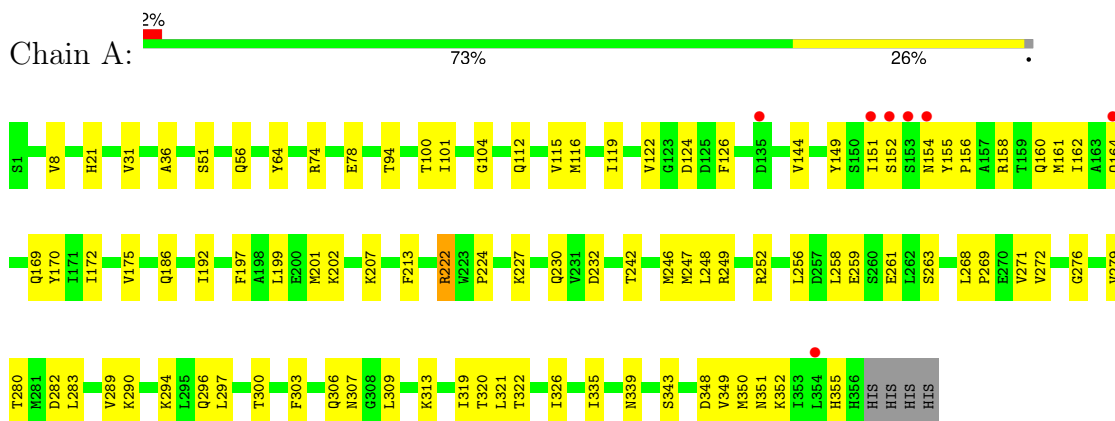 2%
Chain A:
73% 26% •
S1 V8 H21 V31 A36 S51 Q56 Y64 R74 E78 T94 T100 I101 G104 Q112 V115 M116 I119 V122 G123 D124 D125 F126 D135 V144 Y149 S150 I151 S152 S153 N154 Y155 P156 A157 R158 T159 Q160 M161 I162 A163
Q169 Y170 I171 I172 V175 Q186 I192 F197 A198 L199 E200 M201 K202 K207 F213 R222 W223 P224 K227 Q230 V231 D232 T242 M246 M247 L248 R249 R252 L256 D257 L258 E259 S260 E261 L262 S263 L268 P269 E270 V271 V272 G276
T280 M281 D282 L283 V289 K290 K294 L295 Q296 L297 T300 F303 Q306 N307 G308 L309 K313 I319 T320 L321 T322 I326 I335 N339 S343 D348 V349 M350 N351 K352 I353 L354 H355 H356 HIS HIS HIS HIS